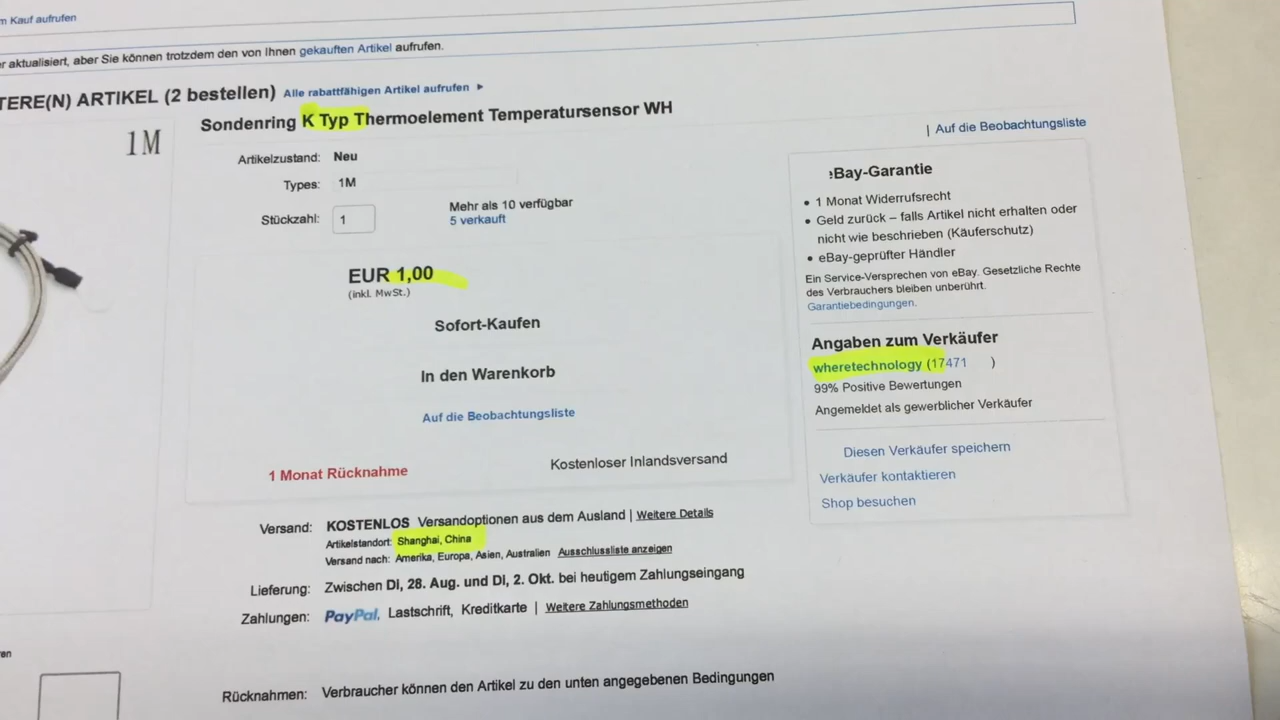 m Kauf aufrufen
r aktualisiert, aber Sie können trotzdem den von Ihnen gekauften Artikel aufrufen.
TERE(N) ARTIKEL (2 bestellen) Alle rabattfähigen Artikel aufrufen ▸
1M
Sondenring K Typ Thermoelement Temperatursensor WH
Artikelzustand: Neu
Types: 1M
Stückzahl: 1
Mehr als 10 verfügbar
5 verkauft
EUR 1,00
(inkl. MwSt.)
Sofort-Kaufen
In den Warenkorb
Auf die Beobachtungsliste
1 Monat Rücknahme
Kostenloser Inlandsversand
Versand: KOSTENLOS Versandoptionen aus dem Ausland | Weitere Details
Artikelstandort: Shanghai, China
Versand nach: Amerika, Europa, Asien, Australien Ausschlussliste anzeigen
Lieferung: Zwischen DI, 28. Aug. und DI, 2. Okt. bei heutigem Zahlungseingang
Zahlungen: PayPal, Lastschrift, Kreditkarte | Weitere Zahlungsmethoden
en
Rücknahmen: Verbraucher können den Artikel zu den unten angegebenen Bedingungen
| Auf die Beobachtungsliste
eBay-Garantie
• 1 Monat Widerrufsrecht
• Geld zurück – falls Artikel nicht erhalten oder
nicht wie beschrieben (Käuferschutz)
• eBay-geprüfter Händler
Ein Service-Versprechen von eBay. Gesetzliche Rechte
des Verbrauchers bleiben unberührt.
Garantiebedingungen.
Angaben zum Verkäufer
wheretechnology (17471 )
99% Positive Bewertungen
Angemeldet als gewerblicher Verkäufer
Diesen Verkäufer speichern
Verkäufer kontaktieren
Shop besuchen